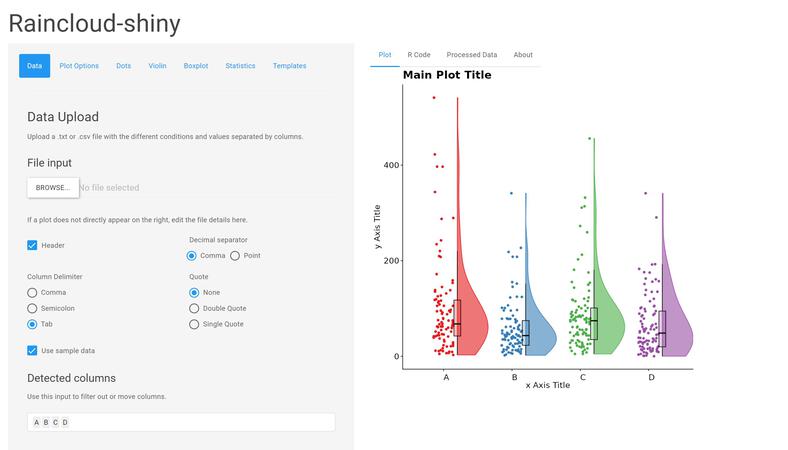 Raincloud-shiny
Data Plot Options Dots Violin Boxplot Statistics Templates
Data Upload
Upload a .txt or .csv file with the different conditions and values separated by columns.
File input
BROWSE... No file selected
If a plot does not directly appear on the right, edit the file details here.
Header
Decimal separator
Comma Point
Column Delimiter
Comma
Semicolon
Tab
Quote
None
Double Quote
Single Quote
Use sample data
Detected columns
Use this input to filter out or move columns.
A B C D
Plot R Code Processed Data About
Main Plot Title
y Axis Title
400
200
0
A B C D
x Axis Title